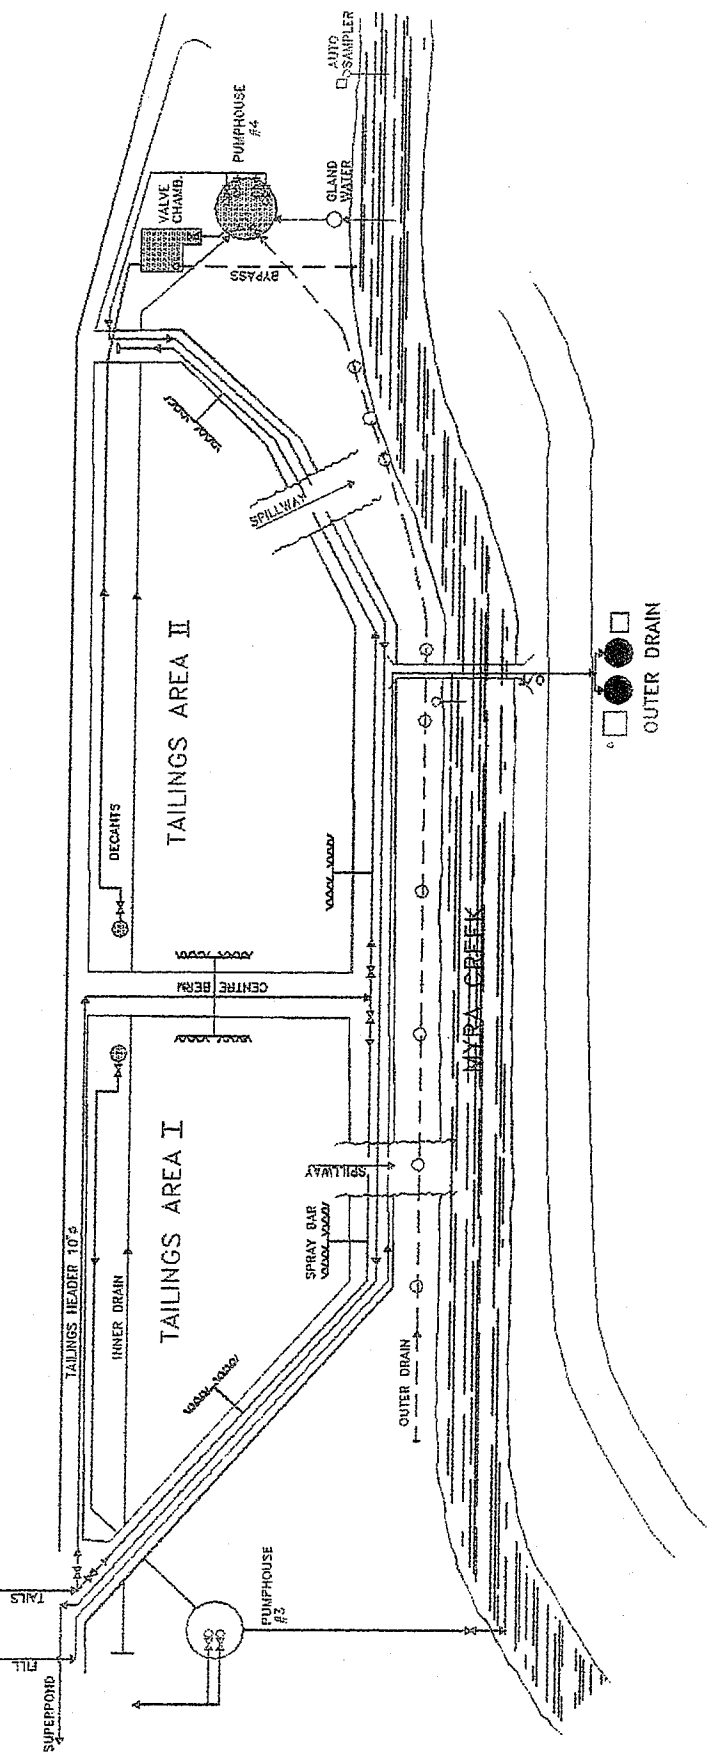 AUTO
SAMPLER
PUMPHOUSE
#4
VALVE
CHAMB.
GLAND
WATER
BYPASS
SPILLWAY
TAILINGS AREA II
DECANTS
OUTER DRAIN
CENTRE BERM
MYRA CREEK
TAILINGS AREA I
SPILLWAY
SPRAY BAR
TAILINGS HEADER 10"⌀
INNER DRAIN
OUTER DRAIN
PUMPHOUSE
#3
TAILS
FILL
SUPERPOND